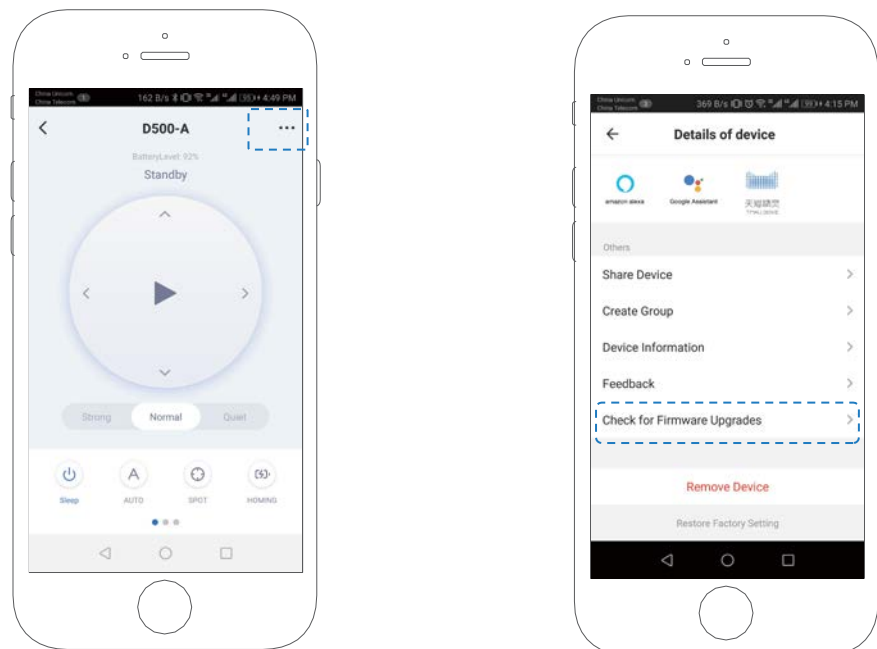 China Unicom
China Telecom
162 B/s
4:49 PM
D500-A
BatteryLevel: 92%
Standby
Strong
Normal
Quiet
Sleep
A
AUTO
SPOT
HOMING
China Unicom
China Telecom
369 B/s
4:15 PM
Details of device
amazon alexa
Google Assistant
天猫精灵
TMALL GENIE
Others
Share Device
Create Group
Device Information
Feedback
Check for Firmware Upgrades
Remove Device
Restore Factory Setting